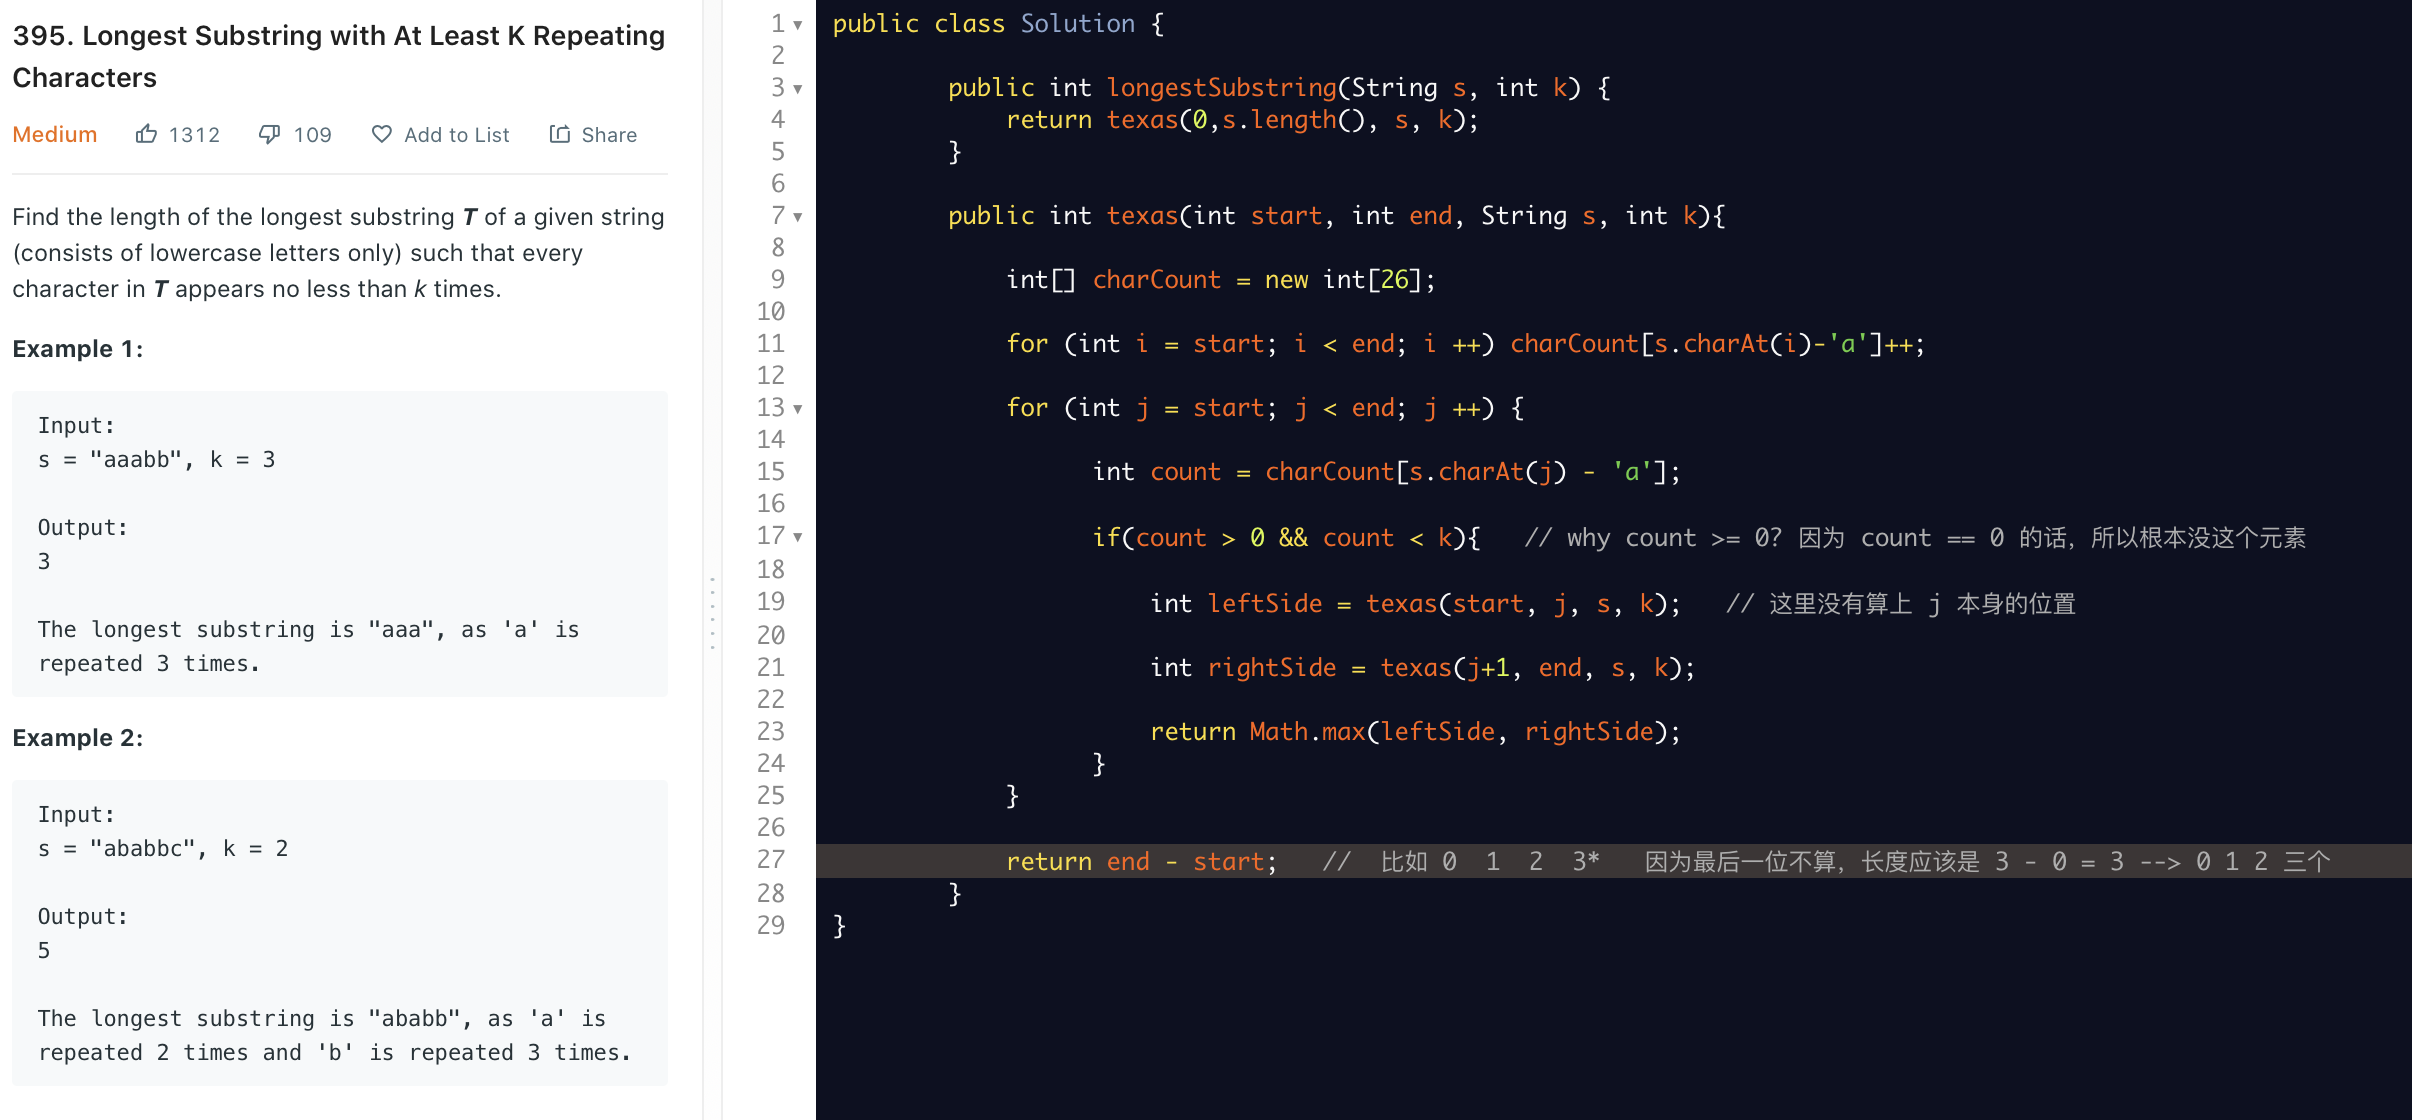 395. Longest Substring with At Least K Repeating
Characters
Medium 1312 109 Add to List Share
Find the length of the longest substring T of a given string
(consists of lowercase letters only) such that every
character in T appears no less than k times.
Example 1:
Input:
s = "aaabb", k = 3
Output:
3
The longest substring is "aaa", as 'a' is
repeated 3 times.
Example 2:
Input:
s = "ababbc", k = 2
Output:
5
The longest substring is "ababb", as 'a' is
repeated 2 times and 'b' is repeated 3 times.
1 public class Solution {
2
3 public int longestSubstring(String s, int k) {
4 return texas(0,s.length(), s, k);
5 }
6
7 public int texas(int start, int end, String s, int k){
8
9 int[] charCount = new int[26];
10
11 for (int i = start; i < end; i ++) charCount[s.charAt(i)-'a']++;
12
13 for (int j = start; j < end; j ++) {
14
15 int count = charCount[s.charAt(j) - 'a'];
16
17 if(count > 0 && count < k){ // why count >= 0? 因为 count == 0 的话，所以根本没这个元素
18
19 int leftSide = texas(start, j, s, k); // 这里没有算上 j 本身的位置
20
21 int rightSide = texas(j+1, end, s, k);
22
23 return Math.max(leftSide, rightSide);
24 }
25 }
26
27 return end - start; // 比如 0 1 2 3* 因为最后一位不算，长度应该是 3 - 0 = 3 --> 0 1 2 三个
28 }
29 }